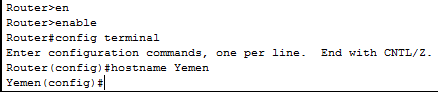 Router>en
Router>enable
Router#config terminal
Enter configuration commands, one per line.  End with CNTL/Z.
Router(config)#hostname Yemen
Yemen(config)#